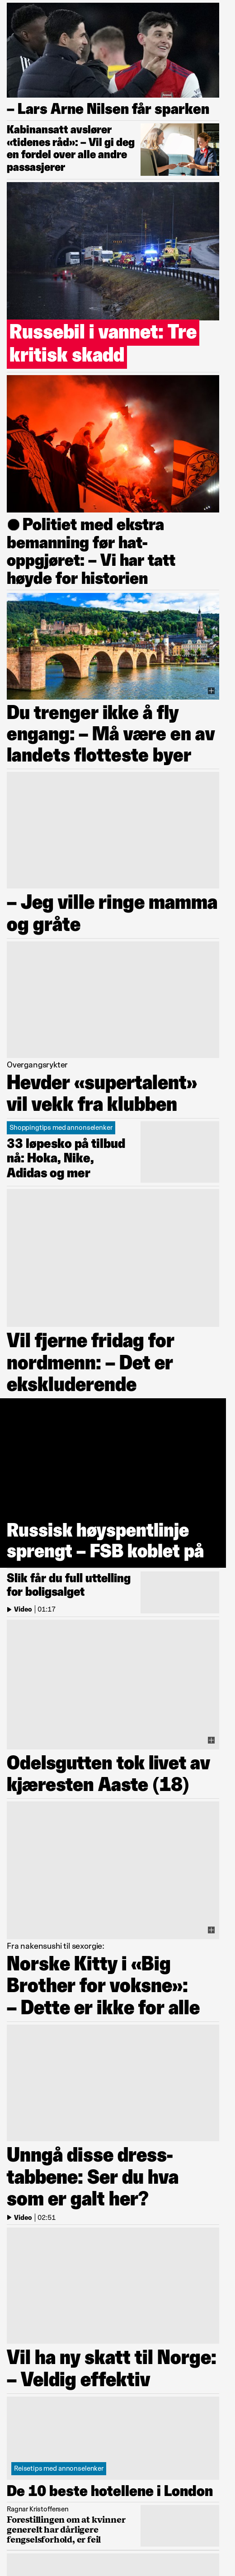 – Lars Arne Nilsen får sparken
Kabinansatt avslører
«tidenes råd»: – Vil gi deg
en fordel over alle andre
passasjerer
Russebil i vannet: Tre
kritisk skadd
Politiet med ekstra
bemanning før hat-
oppgjøret: – Vi har tatt
høyde for historien
Du trenger ikke å fly
engang: – Må være en av
landets flotteste byer
– Jeg ville ringe mamma
og gråte
Overgangsrykter
Hevder «supertalent»
vil vekk fra klubben
Shoppingtips med annonselenker
33 løpesko på tilbud
nå: Hoka, Nike,
Adidas og mer
Vil fjerne fridag for
nordmenn: – Det er
ekskluderende
Russisk høyspentlinje
sprengt – FSB koblet på
Slik får du full uttelling
for boligsalget
Video | 01:17
Odelsgutten tok livet av
kjæresten Aaste (18)
Fra nakensushi til sexorgie:
Norske Kitty i «Big
Brother for voksne»:
– Dette er ikke for alle
Unngå disse dress-
tabbene: Ser du hva
som er galt her?
Video | 02:51
Vil ha ny skatt til Norge:
– Veldig effektiv
Reisetips med annonselenker
De 10 beste hotellene i London
Ragnar Kristoffersen
Forestillingen om at kvinner
generelt har dårligere
fengselsforhold, er feil